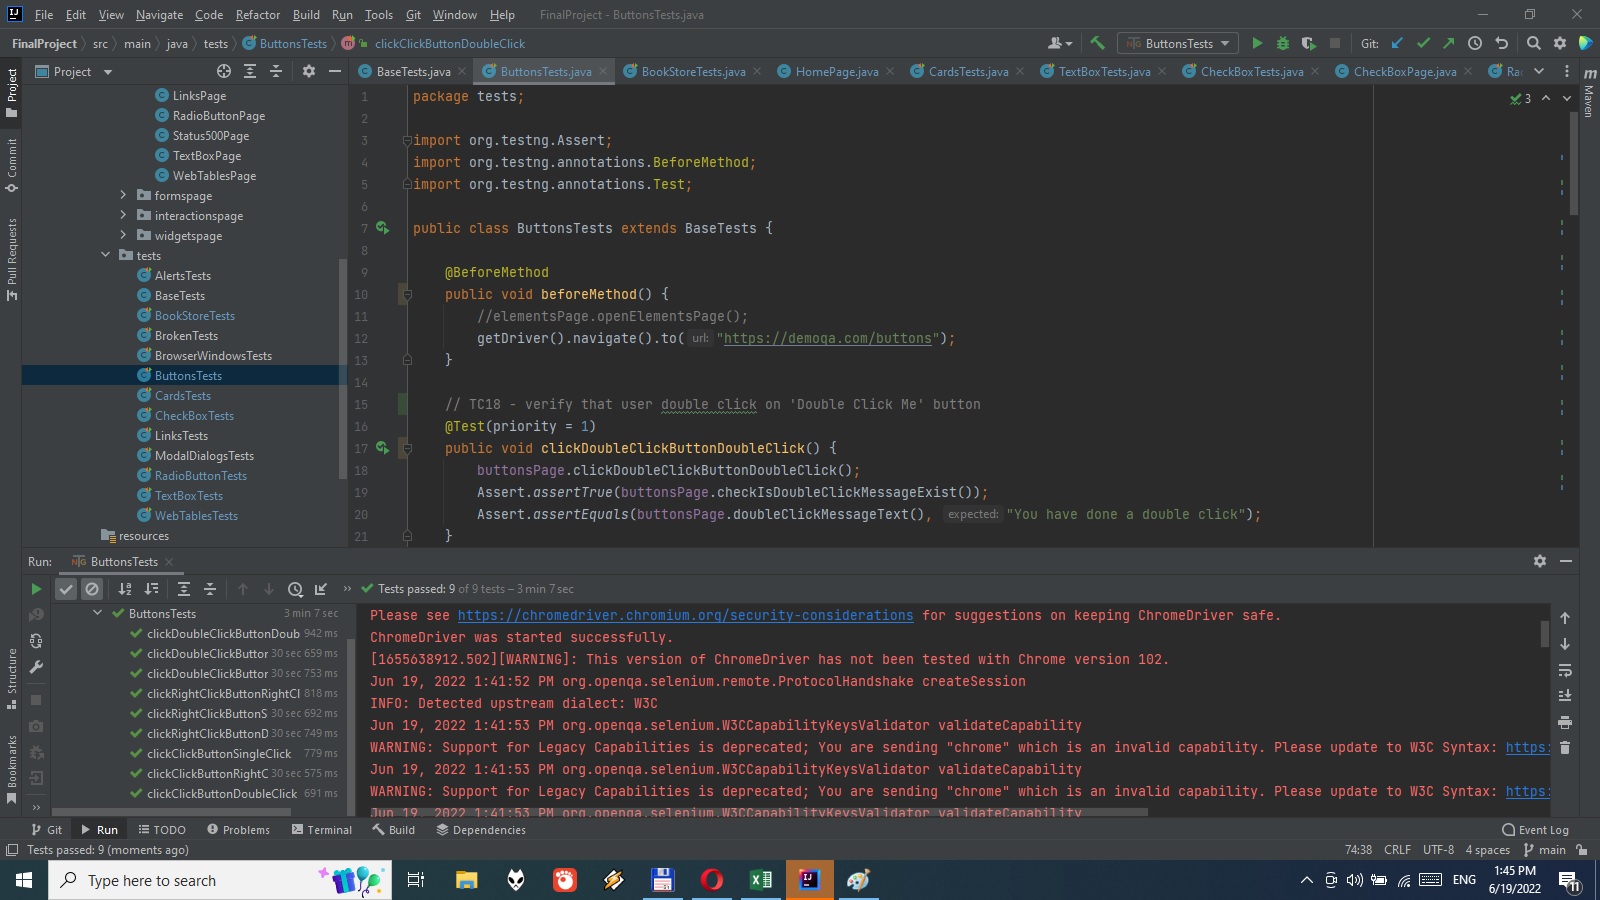 File Edit View Navigate Code Refactor Build Run Tools Git Window Help FinalProject - ButtonsTests.java
FinalProject src main java tests ButtonsTests clickClickButtonDoubleClick ButtonsTests Git:
Project
BaseTests.java ButtonsTests.java BookStoreTests.java HomePage.java CardsTests.java TextBoxTests.java CheckBoxTests.java CheckBoxPage.java Ra
LinksPage
RadioButtonPage
Status500Page
TextBoxPage
WebTablesPage
formspage
interactionspage
widgetspage
tests
AlertsTests
BaseTests
BookStoreTests
BrokenTests
BrowserWindowsTests
ButtonsTests
CardsTests
CheckBoxTests
LinksTests
ModalDialogsTests
RadioButtonTests
TextBoxTests
WebTablesTests
resources
Project
Commit
Pull Requests
Structure
Bookmarks
Maven
3
1 package tests;
2
3 import org.testng.Assert;
4 import org.testng.annotations.BeforeMethod;
5 import org.testng.annotations.Test;
6
7 public class ButtonsTests extends BaseTests {
8
9 @BeforeMethod
10 public void beforeMethod() {
11 //elementsPage.openElementsPage();
12 getDriver().navigate().to( url: "https://demoqa.com/buttons");
13 }
14
15 // TC18 - verify that user double click on 'Double Click Me' button
16 @Test(priority = 1)
17 public void clickDoubleClickButtonDoubleClick() {
18 buttonsPage.clickDoubleClickButtonDoubleClick();
19 Assert.assertTrue(buttonsPage.checkIsDoubleClickMessageExist());
20 Assert.assertEquals(buttonsPage.doubleClickMessageText(), expected: "You have done a double click");
21 }
Run: ButtonsTests
Tests passed: 9 of 9 tests – 3 min 7 sec
ButtonsTests 3 min 7 sec
clickDoubleClickButtonDoub 942 ms
clickDoubleClickButtor 30 sec 659 ms
clickDoubleClickButtor 30 sec 753 ms
clickRightClickButtonRightCl 818 ms
clickRightClickButtonS 30 sec 692 ms
clickRightClickButtonD 30 sec 749 ms
clickClickButtonSingleClick 779 ms
clickClickButtonRightC 30 sec 575 ms
clickClickButtonDoubleClick 691 ms
Please see https://chromedriver.chromium.org/security-considerations for suggestions on keeping ChromeDriver safe.
ChromeDriver was started successfully.
[1655638912.502][WARNING]: This version of ChromeDriver has not been tested with Chrome version 102.
Jun 19, 2022 1:41:52 PM org.openqa.selenium.remote.ProtocolHandshake createSession
INFO: Detected upstream dialect: W3C
Jun 19, 2022 1:41:53 PM org.openqa.selenium.W3CCapabilityKeysValidator validateCapability
WARNING: Support for Legacy Capabilities is deprecated; You are sending "chrome" which is an invalid capability. Please update to W3C Syntax: https:
Jun 19, 2022 1:41:53 PM org.openqa.selenium.W3CCapabilityKeysValidator validateCapability
WARNING: Support for Legacy Capabilities is deprecated; You are sending "chrome" which is an invalid capability. Please update to W3C Syntax: https:
Jun 19, 2022 1:41:53 PM org.openqa.selenium.W3CCapabilityKeysValidator validateCapability
Git Run TODO Problems Terminal Build Dependencies Event Log
Tests passed: 9 (moments ago) 74:38 CRLF UTF-8 4 spaces main
Type here to search ENG 1:45 PM
6/19/2022
11